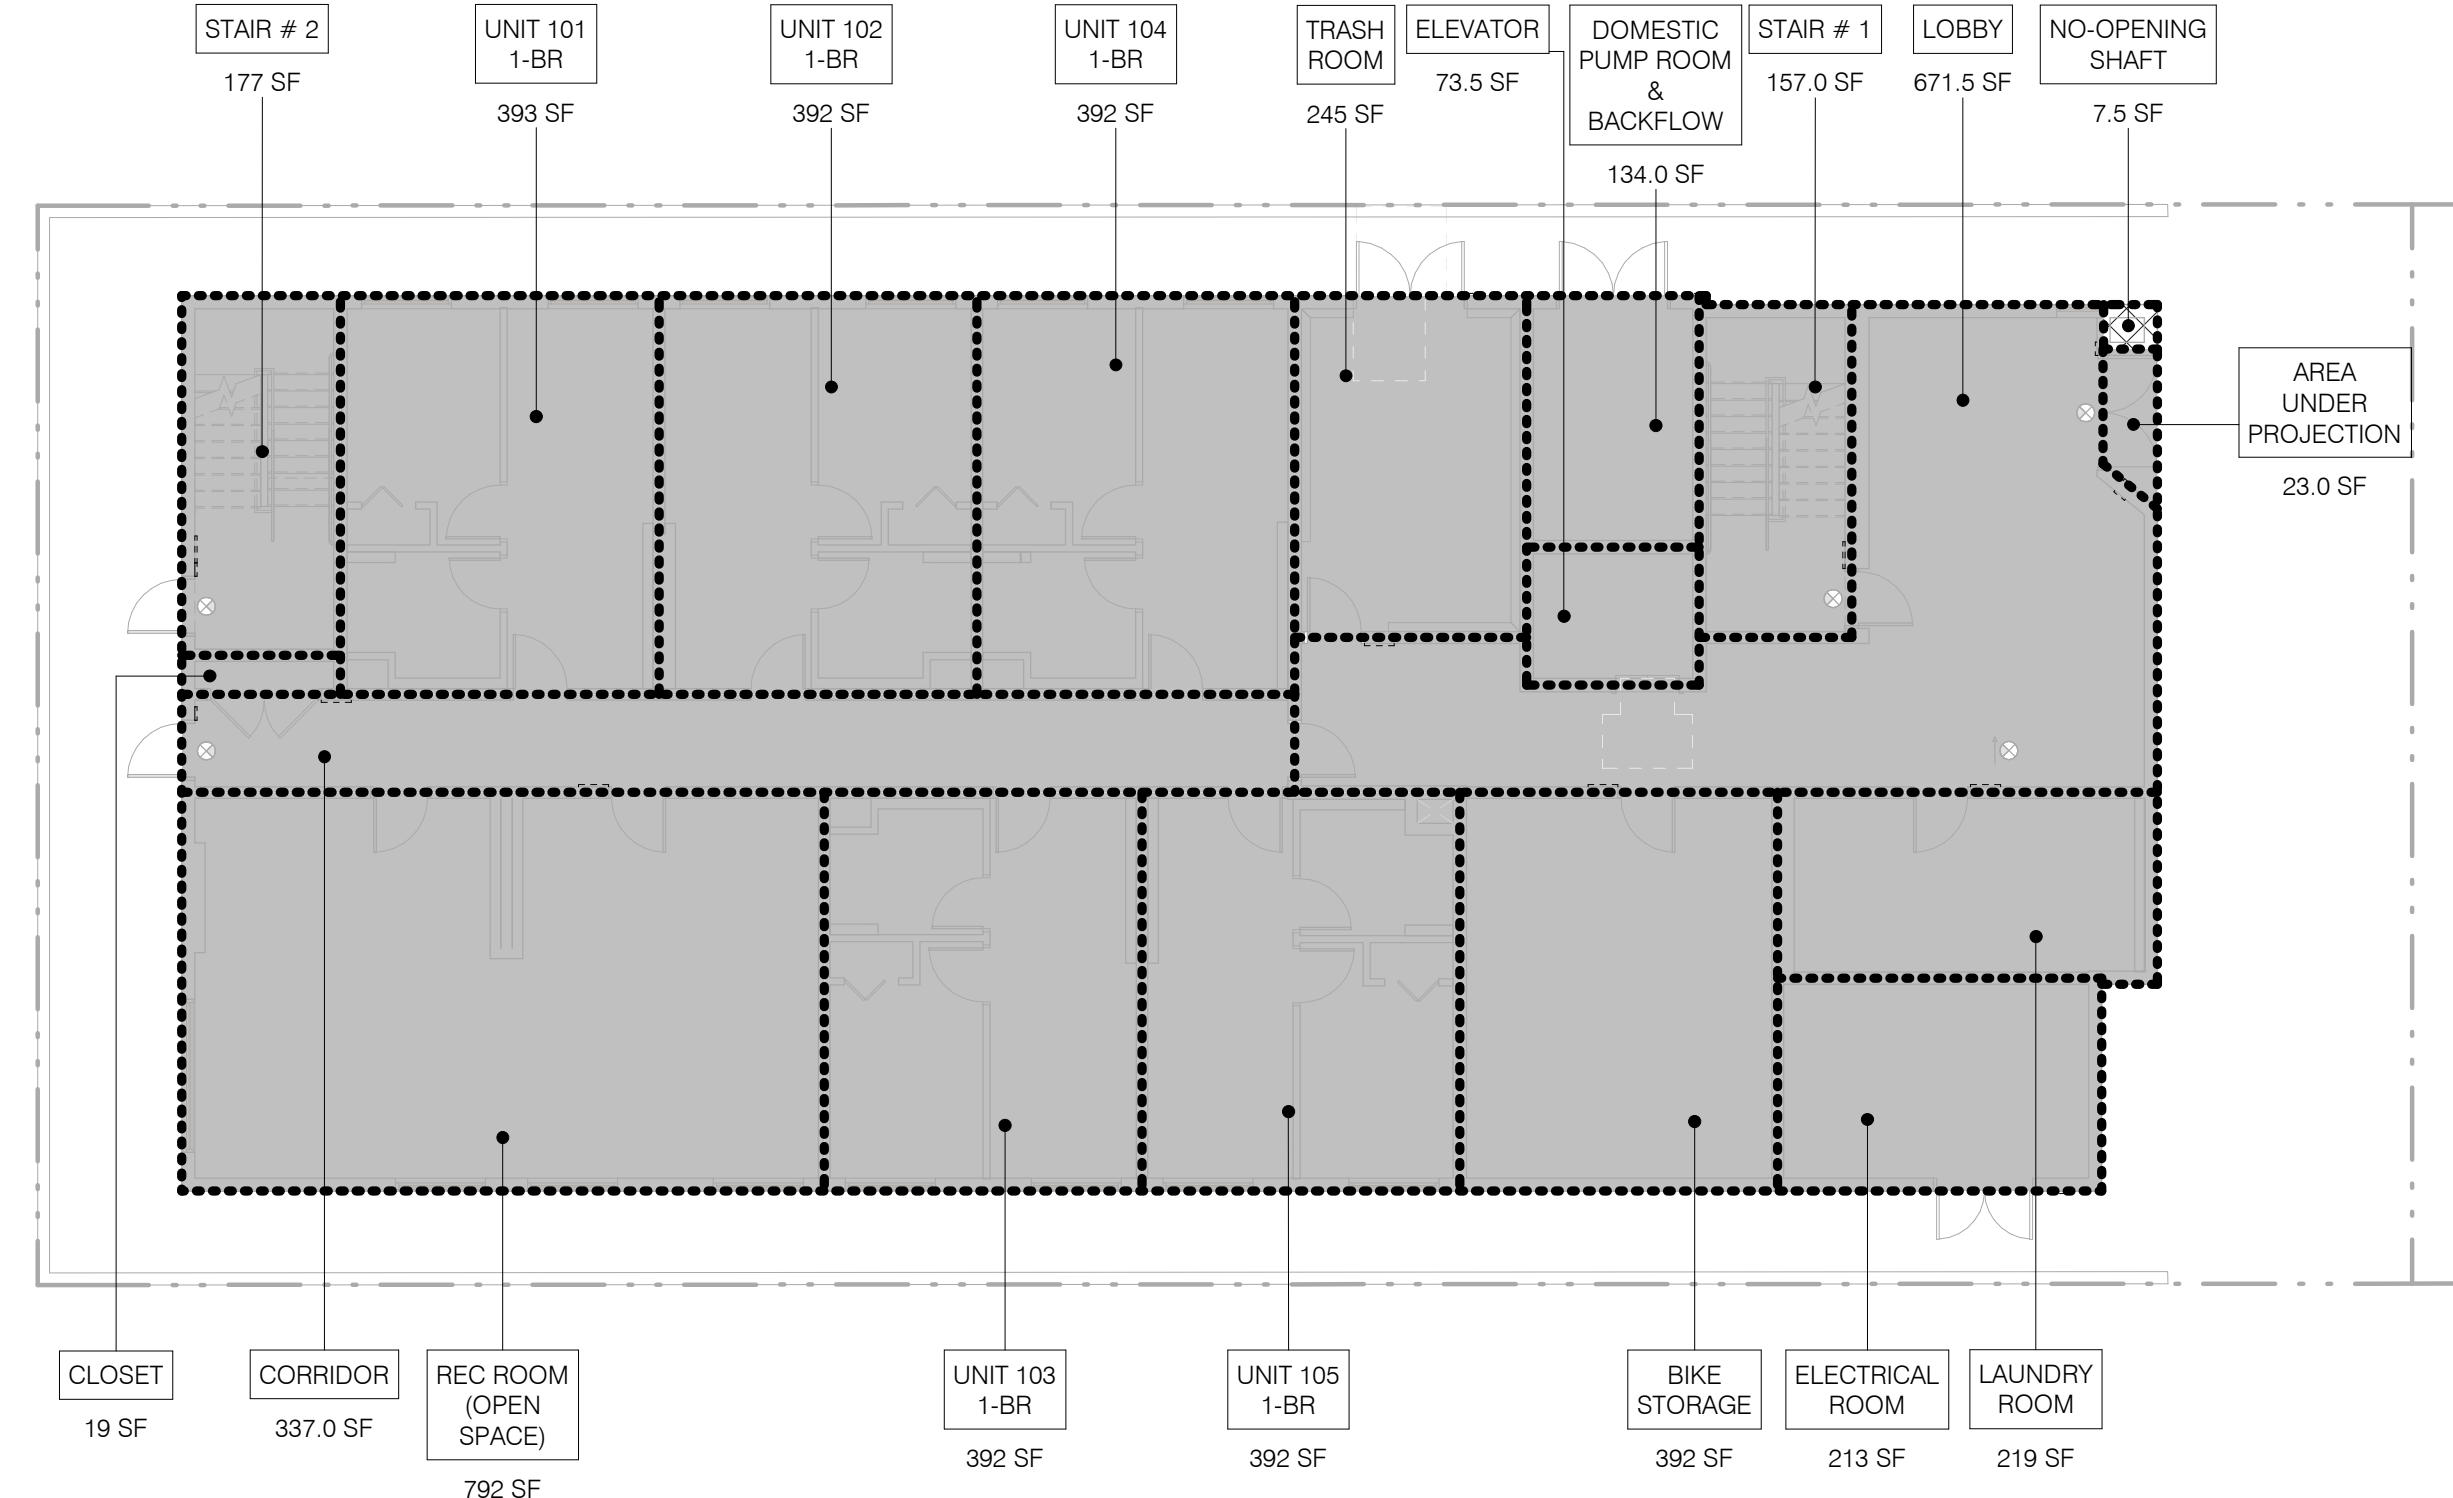 STAIR # 2
177 SF
UNIT 101
1-BR
393 SF
UNIT 102
1-BR
392 SF
UNIT 104
1-BR
392 SF
TRASH
ROOM
245 SF
ELEVATOR
73.5 SF
DOMESTIC
PUMP ROOM
&
BACKFLOW
134.0 SF
STAIR # 1
157.0 SF
LOBBY
671.5 SF
NO-OPENING
SHAFT
7.5 SF
AREA
UNDER
PROJECTION
23.0 SF
CLOSET
19 SF
CORRIDOR
337.0 SF
REC ROOM
(OPEN
SPACE)
792 SF
UNIT 103
1-BR
392 SF
UNIT 105
1-BR
392 SF
BIKE
STORAGE
392 SF
ELECTRICAL
ROOM
213 SF
LAUNDRY
ROOM
219 SF